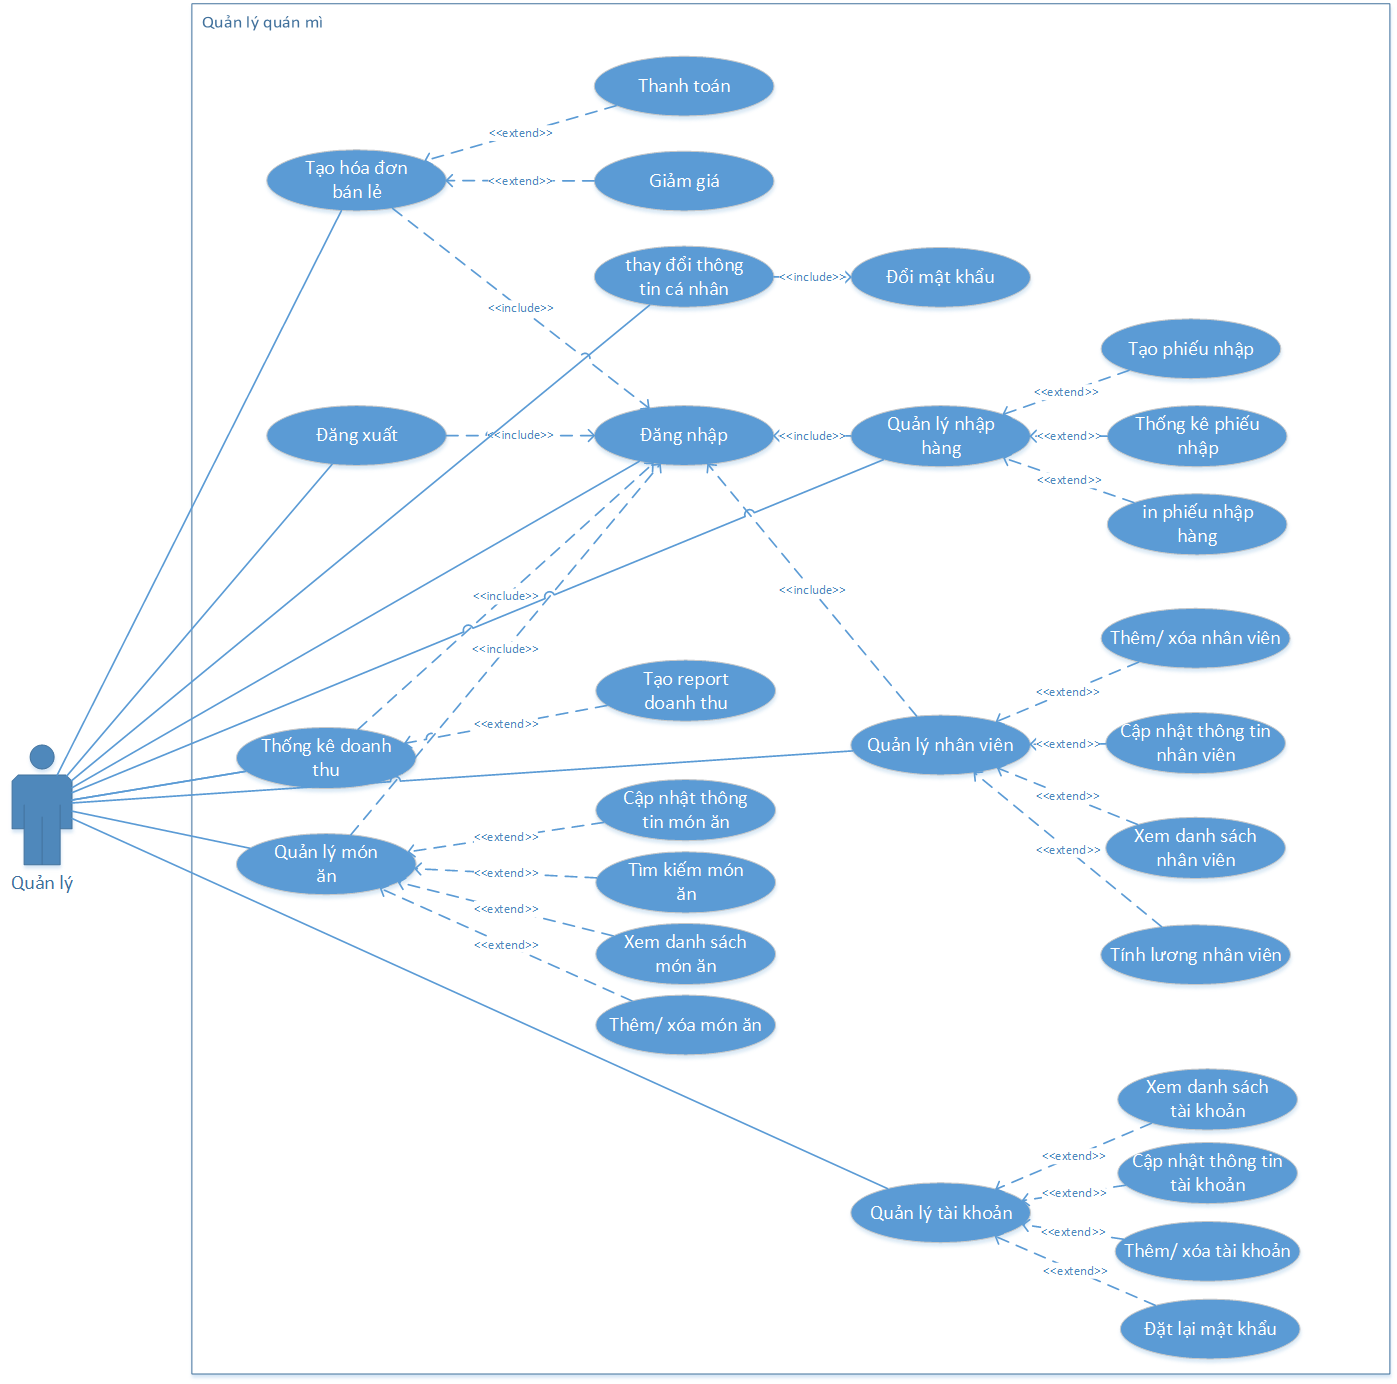 Quản lý quán mì
Thanh toán
<<extend>>
Tạo hóa đơn
bán lẻ
<<extend>>
Giảm giá
thay đổi thông
tin cá nhân
<<include>>
Đổi mật khẩu
<<include>>
Tạo phiếu nhập
<<extend>>
Đăng xuất
<<include>>
Đăng nhập
<<include>>
Quản lý nhập
hàng
<<extend>>
Thống kê phiếu
nhập
<<extend>>
in phiếu nhập
hàng
<<include>>
<<include>>
<<include>>
Thêm/ xóa nhân viên
<<extend>>
Tạo report
doanh thu
<<extend>>
Thống kê doanh
thu
Quản lý nhân viên
<<extend>>
Cập nhật thông tin
nhân viên
<<extend>>
Xem danh sách
nhân viên
<<extend>>
Tính lương nhân viên
Cập nhật thông
tin món ăn
<<extend>>
Quản lý món
ăn
<<extend>>
Tìm kiếm món
ăn
<<extend>>
Xem danh sách
món ăn
<<extend>>
Thêm/ xóa món ăn
Quản lý
Xem danh sách
tài khoản
<<extend>>
Cập nhật thông tin
tài khoản
<<extend>>
Quản lý tài khoản
<<extend>>
Thêm/ xóa tài khoản
<<extend>>
Đặt lại mật khẩu